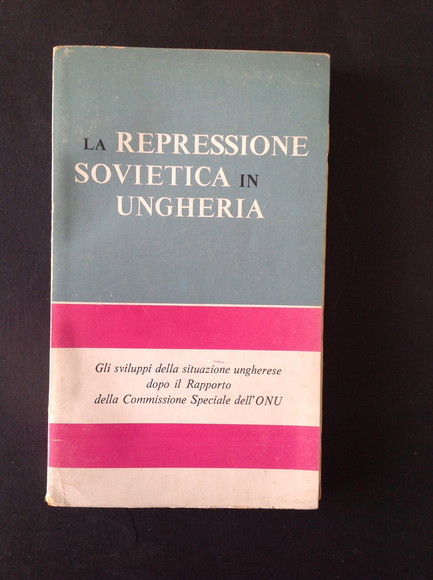 LA REPRESSIONE
SOVIETICA IN
UNGHERIA
Gli sviluppi della situazione ungherese
dopo il Rapporto
della Commissione Speciale dell'ONU